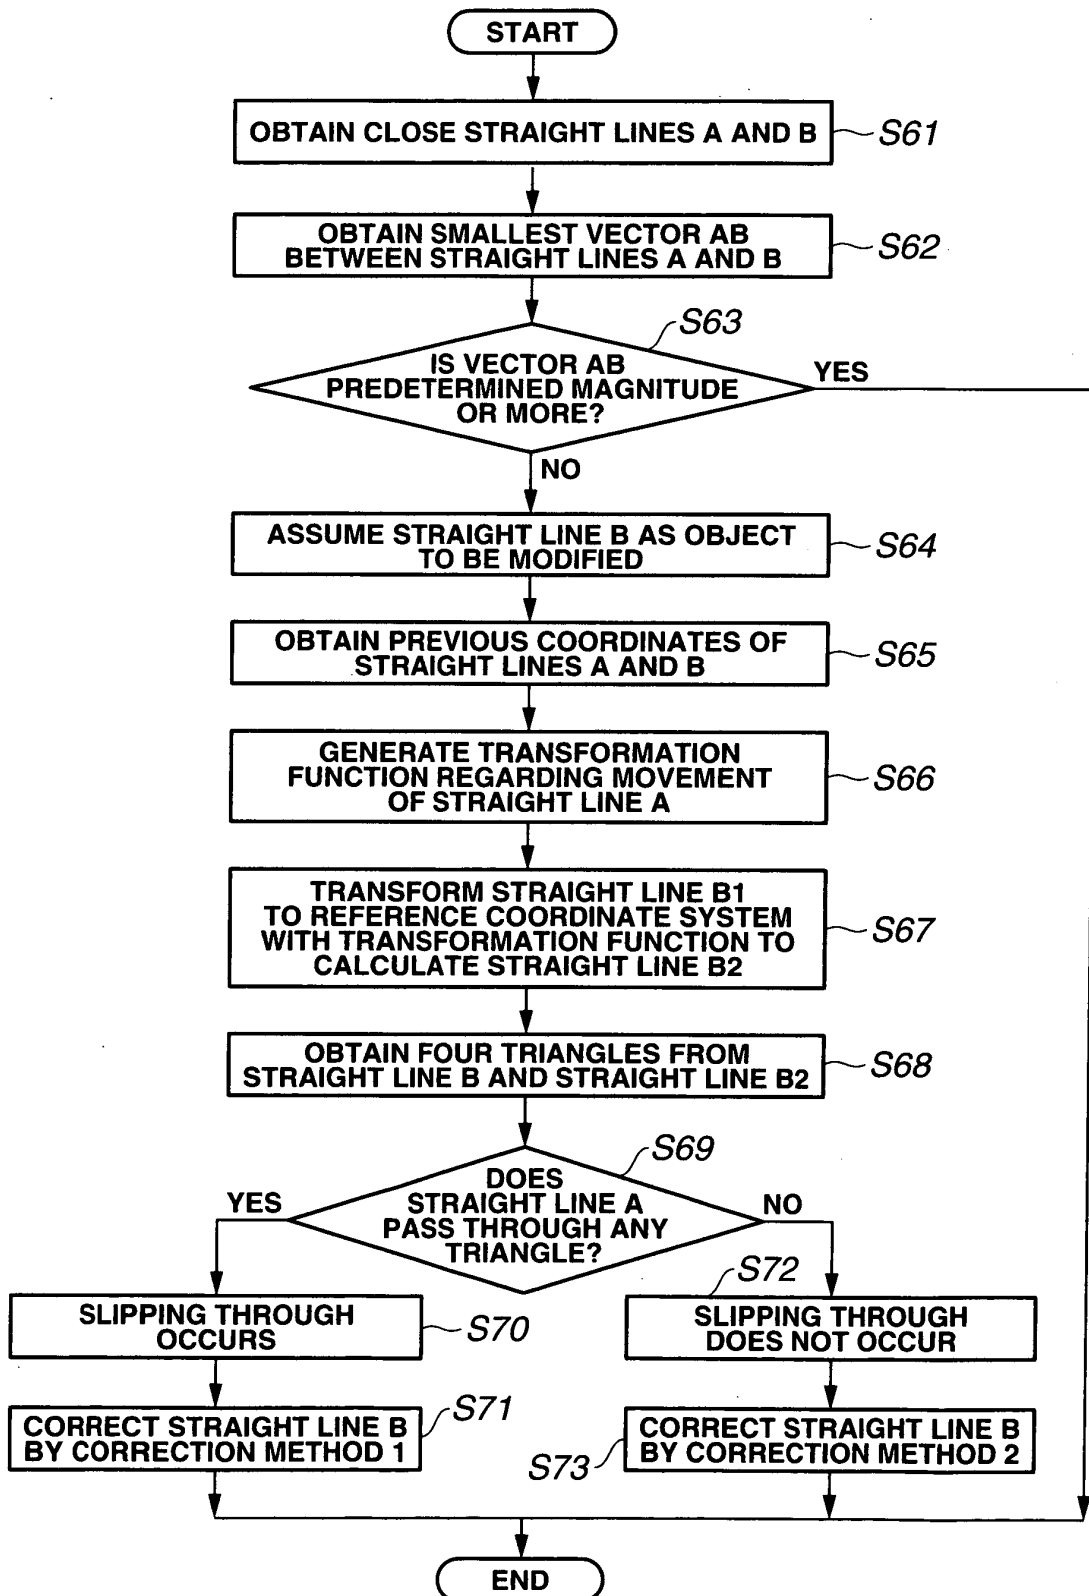 START
OBTAIN CLOSE STRAIGHT LINES A AND B
S61
OBTAIN SMALLEST VECTOR AB
BETWEEN STRAIGHT LINES A AND B
S62
S63
IS VECTOR AB
PREDETERMINED MAGNITUDE
OR MORE?
YES
NO
ASSUME STRAIGHT LINE B AS OBJECT
TO BE MODIFIED
S64
OBTAIN PREVIOUS COORDINATES OF
STRAIGHT LINES A AND B
S65
GENERATE TRANSFORMATION
FUNCTION REGARDING MOVEMENT
OF STRAIGHT LINE A
S66
TRANSFORM STRAIGHT LINE B1
TO REFERENCE COORDINATE SYSTEM
WITH TRANSFORMATION FUNCTION TO
CALCULATE STRAIGHT LINE B2
S67
OBTAIN FOUR TRIANGLES FROM
STRAIGHT LINE B AND STRAIGHT LINE B2
S68
S69
DOES
STRAIGHT LINE A
PASS THROUGH ANY
TRIANGLE?
YES
NO
SLIPPING THROUGH
OCCURS
S70
S72
SLIPPING THROUGH
DOES NOT OCCUR
CORRECT STRAIGHT LINE B
BY CORRECTION METHOD 1
S71
CORRECT STRAIGHT LINE B
BY CORRECTION METHOD 2
S73
END